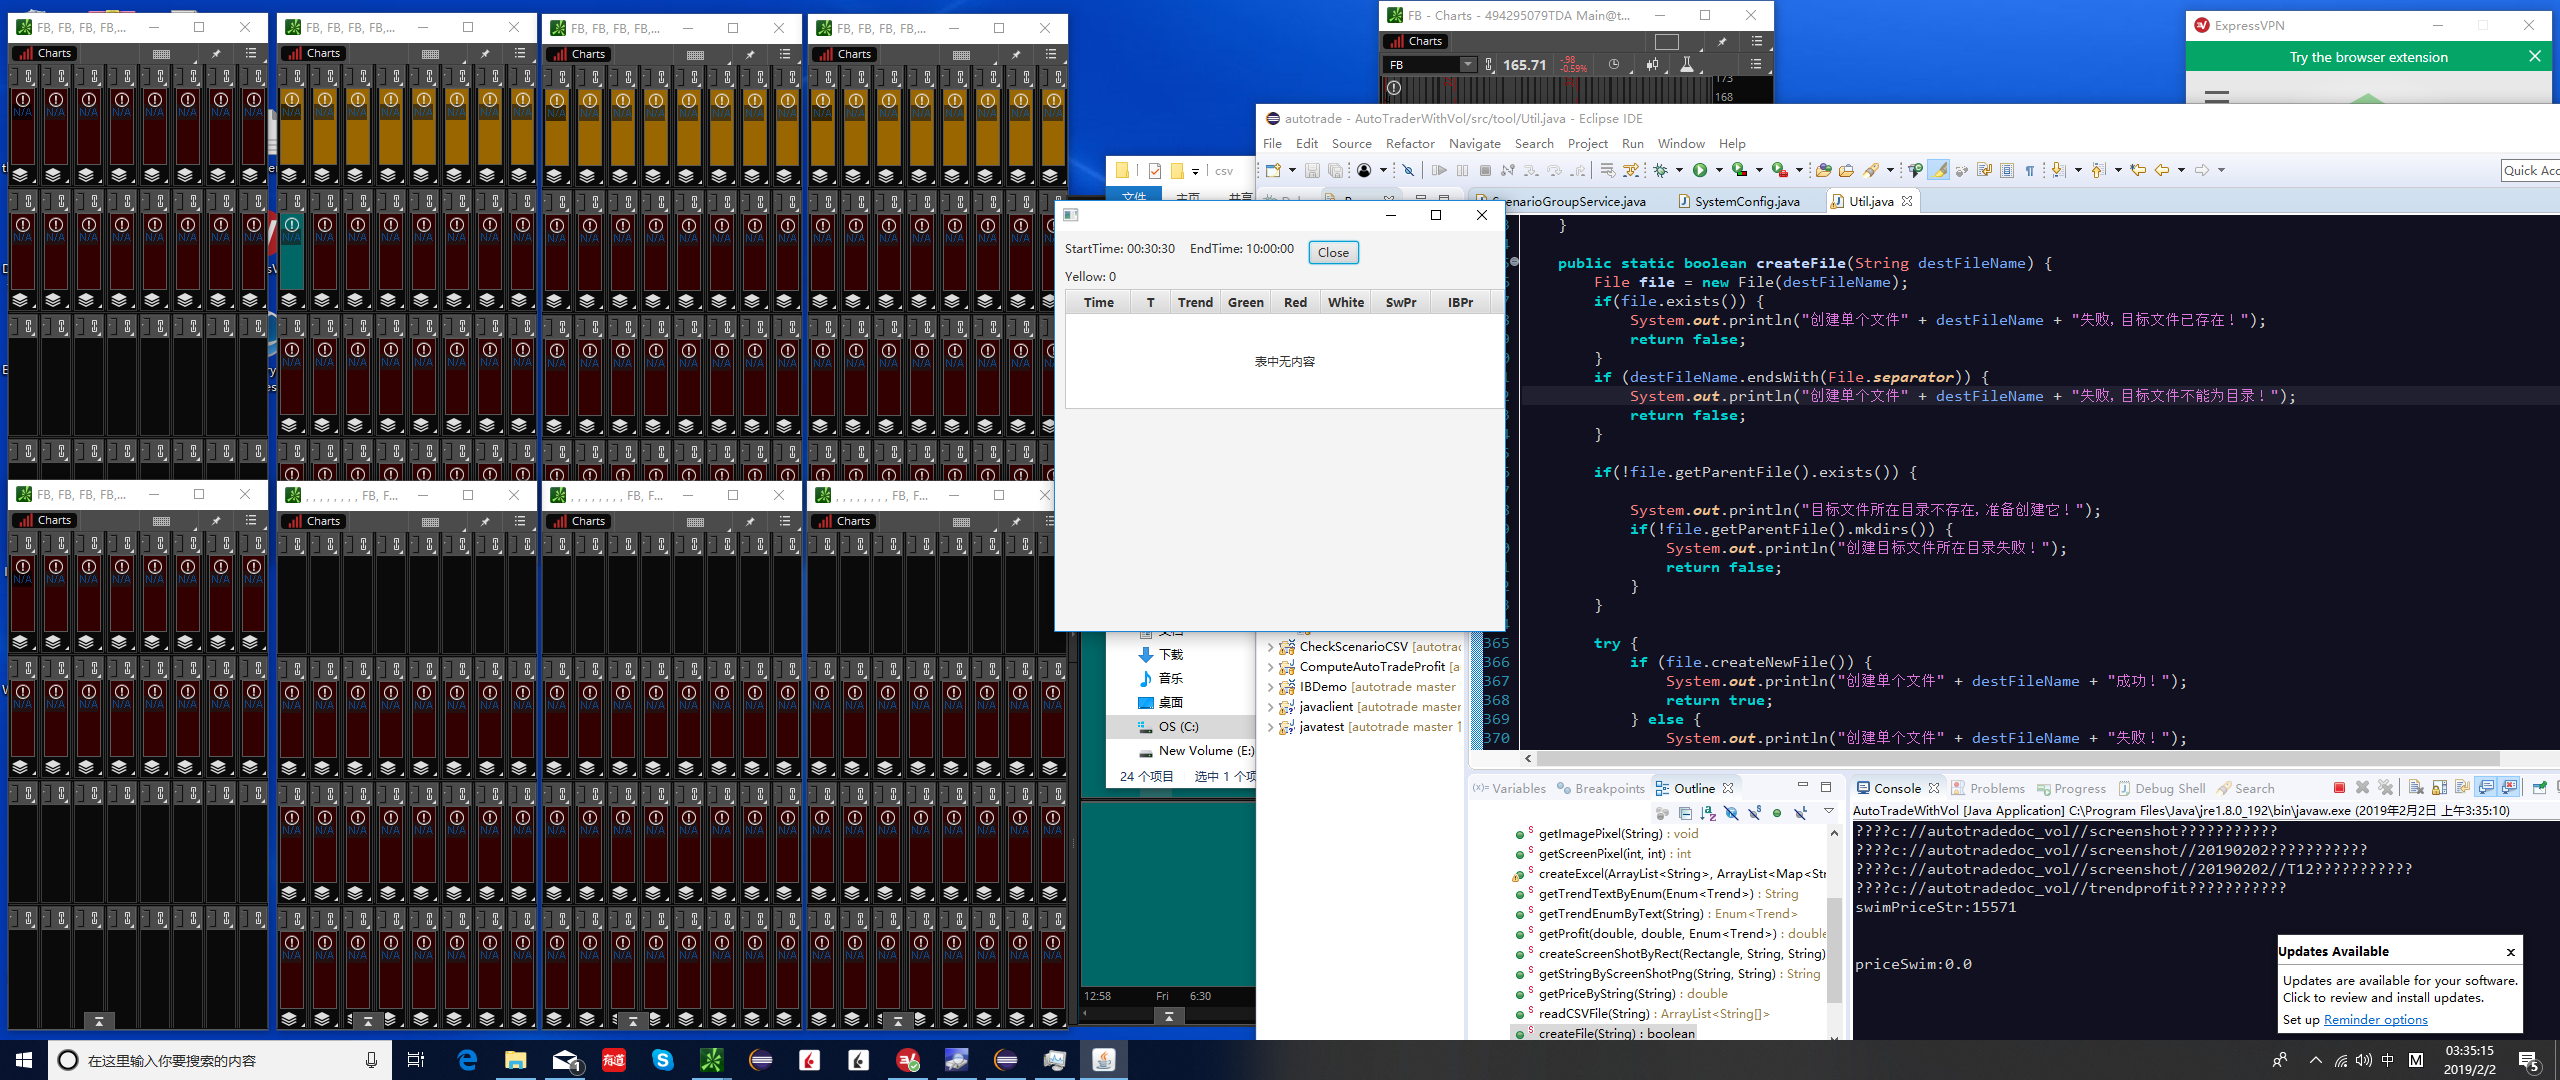 FB, FB, FB, FB,...
Charts
FB, FB, FB, FB,...
Charts
FB, FB, FB, FB,...
Charts
FB, FB, FB, FB,...
Charts
N/A
FB, FB, FB, FB,...
Charts
, , , , , , , , FB, F...
Charts
, , , , , , , , FB, F...
Charts
, , , , , , , , FB, F...
Charts
FB - Charts - 494295079TDA Main@t...
Charts
FB
165.71
-.98
-0.59%
173
168
ExpressVPN
Try the browser extension
csv
文件
主页
共享
下载
音乐
桌面
OS (C:)
New Volume (E:)
24 个项目
选中 1 个项
12:58
Fri
6:30
StartTime: 00:30:30 EndTime: 10:00:00 Close
Yellow: 0
Time T Trend Green Red White SwPr IBPr
表中无内容
autotrade - AutoTraderWithVol/src/tool/Util.java - Eclipse IDE
File Edit Source Refactor Navigate Search Project Run Window Help
Quick Acc
ScenarioGroupService.java SystemConfig.java Util.java
}
public static boolean createFile(String destFileName) {
File file = new File(destFileName);
if(file.exists()) {
System.out.println("创建单个文件" + destFileName + "失败，目标文件已存在！");
return false;
}
if (destFileName.endsWith(File.separator)) {
System.out.println("创建单个文件" + destFileName + "失败，目标文件不能为目录！");
return false;
}
if(!file.getParentFile().exists()) {
System.out.println("目标文件所在目录不存在，准备创建它！");
if(!file.getParentFile().mkdirs()) {
System.out.println("创建目标文件所在目录失败！");
return false;
}
}
365 try {
366 if (file.createNewFile()) {
367 System.out.println("创建单个文件" + destFileName + "成功！");
368 return true;
369 } else {
370 System.out.println("创建单个文件" + destFileName + "失败！");
CheckScenarioCSV [autotrad
ComputeAutoTradeProfit [a
IBDemo [autotrade master
javaclient [autotrade master
javatest [autotrade master
Variables Breakpoints Outline
getImagePixel(String) : void
getScreenPixel(int, int) : int
createExcel(ArrayList<String>, ArrayList<Map<Str
getTrendTextByEnum(Enum<Trend>) : String
getTrendEnumByText(String) : Enum<Trend>
getProfit(double, double, Enum<Trend>) : double
createScreenShotByRect(Rectangle, String, String)
getStringByScreenShotPng(String, String) : String
getPriceByString(String) : double
readCSVFile(String) : ArrayList<String[]>
createFile(String) : boolean
Console Problems Progress Debug Shell Search
AutoTradeWithVol [Java Application] C:\Program Files\Java\jre1.8.0_192\bin\javaw.exe (2019年2月2日 上午3:35:10)
????c://autotradedoc_vol//screenshot???????????
????c://autotradedoc_vol//screenshot//20190202???????????
????c://autotradedoc_vol//screenshot//20190202//T12???????????
????c://autotradedoc_vol//trendprofit???????????
swimPriceStr:15571
priceSwim:0.0
Updates Available
Updates are available for your software.
Click to review and install updates.
Set up Reminder options
在这里输入你要搜索的内容
1
有道
中
M
03:35:15
2019/2/2
5